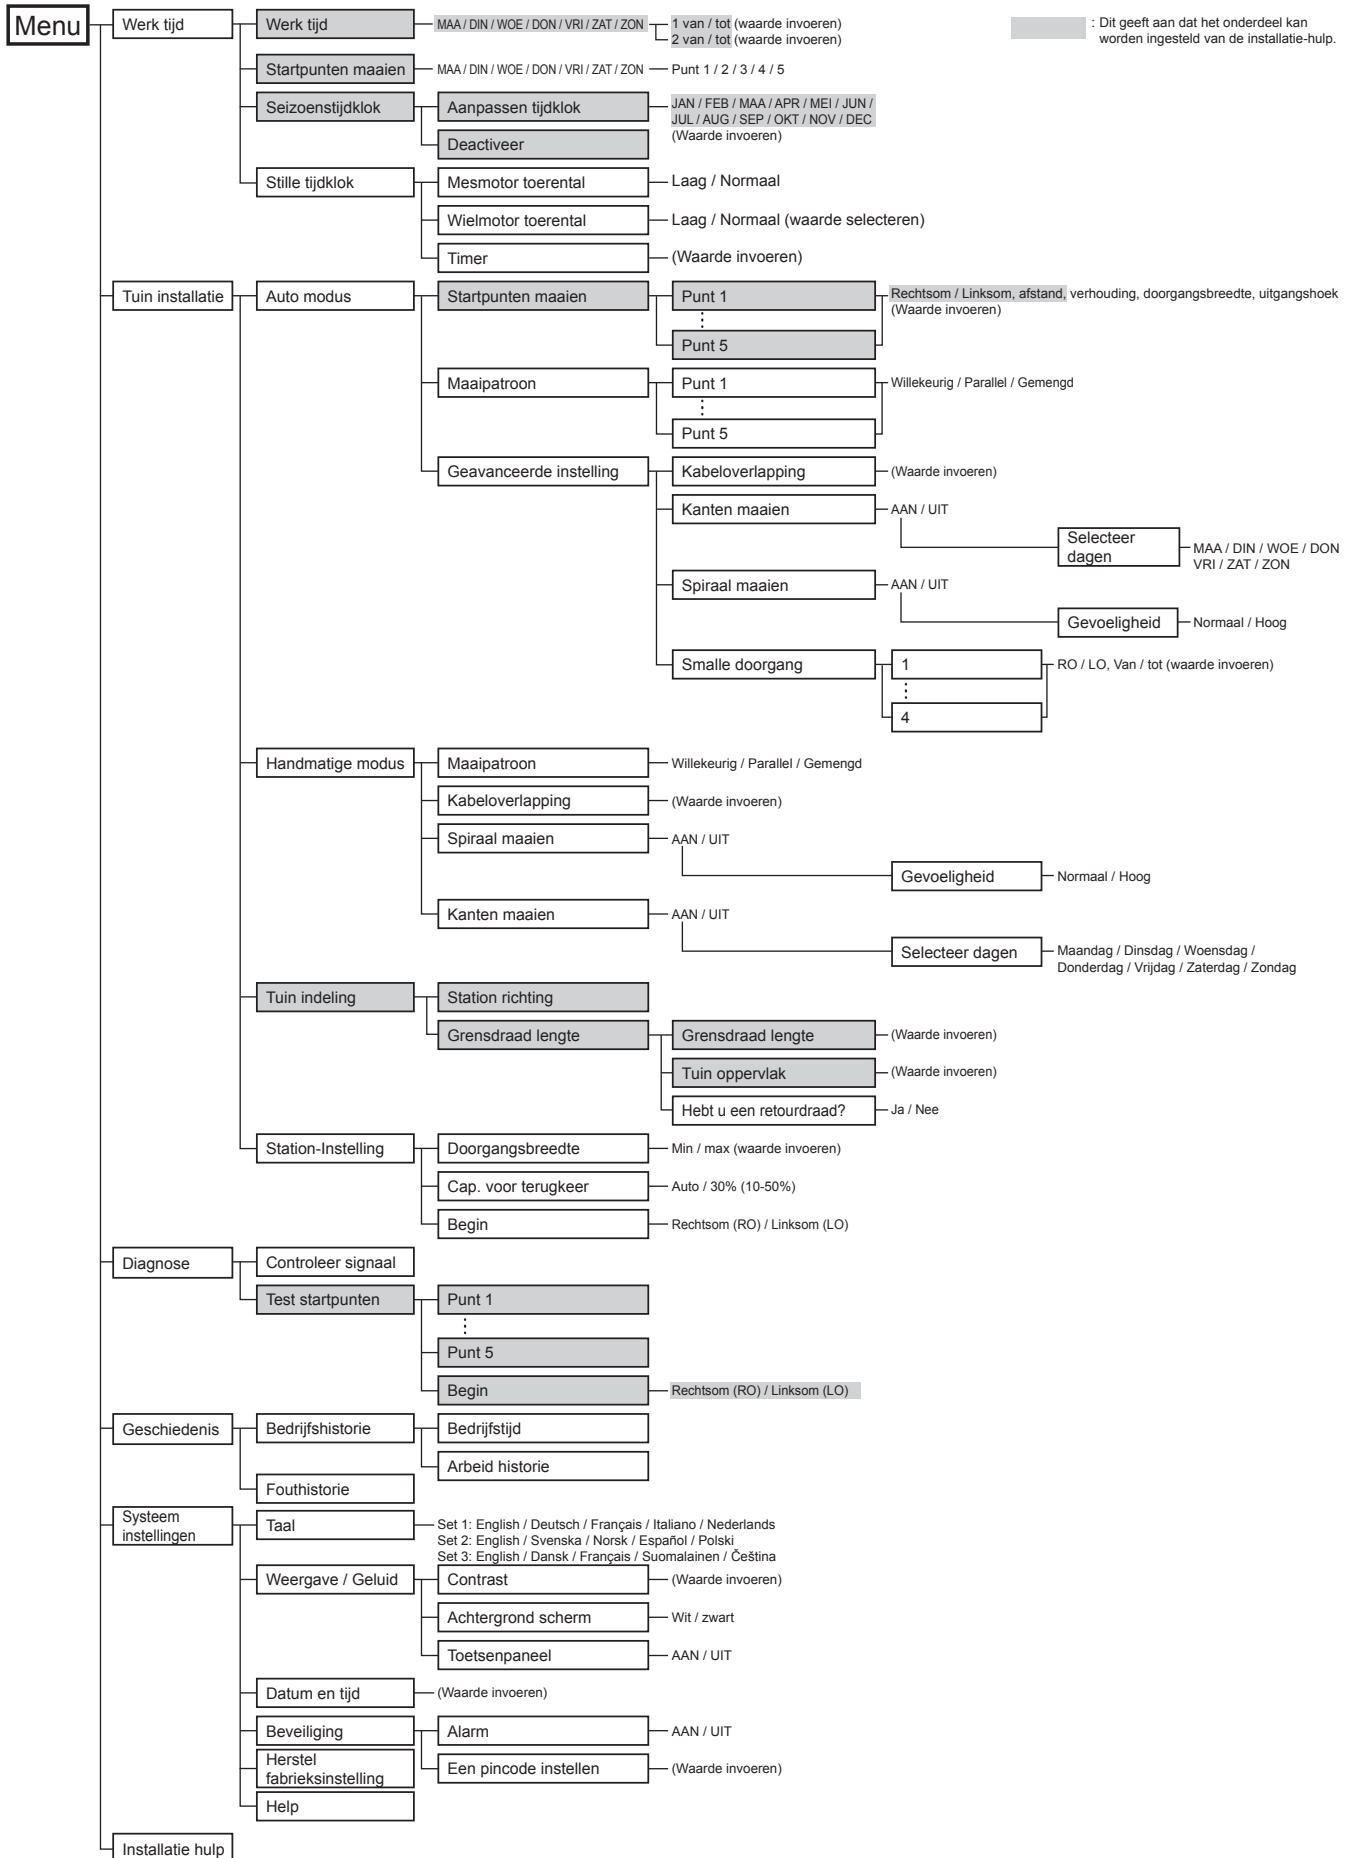 Menu
Werk tijd
Werk tijd
MAA / DIN / WOE / DON / VRI / ZAT / ZON
1 van / tot (waarde invoeren)
2 van / tot (waarde invoeren)
: Dit geeft aan dat het onderdeel kan
worden ingesteld van de installatie-hulp.
Startpunten maaien
MAA / DIN / WOE / DON / VRI / ZAT / ZON
Punt 1 / 2 / 3 / 4 / 5
Seizoenstijdklok
Aanpassen tijdklok
JAN / FEB / MAA / APR / MEI / JUN /
JUL / AUG / SEP / OKT / NOV / DEC
(Waarde invoeren)
Deactiveer
Stille tijdklok
Mesmotor toerental
Laag / Normaal
Wielmotor toerental
Laag / Normaal (waarde selecteren)
Timer
(Waarde invoeren)
Tuin installatie
Auto modus
Startpunten maaien
Punt 1
Rechtsom / Linksom, afstand, verhouding, doorgangsbreedte, uitgangshoek
(Waarde invoeren)
Punt 5
Maaipatroon
Punt 1
Willekeurig / Parallel / Gemengd
Punt 5
Geavanceerde instelling
Kabeloverlapping
(Waarde invoeren)
Kanten maaien
AAN / UIT
Selecteer
dagen
MAA / DIN / WOE / DON
VRI / ZAT / ZON
Spiraal maaien
AAN / UIT
Gevoeligheid
Normaal / Hoog
Smalle doorgang
1
RO / LO, Van / tot (waarde invoeren)
4
Handmatige modus
Maaipatroon
Willekeurig / Parallel / Gemengd
Kabeloverlapping
(Waarde invoeren)
Spiraal maaien
AAN / UIT
Gevoeligheid
Normaal / Hoog
Kanten maaien
AAN / UIT
Selecteer dagen
Maandag / Dinsdag / Woensdag /
Donderdag / Vrijdag / Zaterdag / Zondag
Tuin indeling
Station richting
Grensdraad lengte
Grensdraad lengte
(Waarde invoeren)
Tuin oppervlak
(Waarde invoeren)
Hebt u een retourdraad?
Ja / Nee
Station-Instelling
Doorgangsbreedte
Min / max (waarde invoeren)
Cap. voor terugkeer
Auto / 30% (10-50%)
Begin
Rechtsom (RO) / Linksom (LO)
Diagnose
Controleer signaal
Test startpunten
Punt 1
Punt 5
Begin
Rechtsom (RO) / Linksom (LO)
Geschiedenis
Bedrijfshistorie
Bedrijfstijd
Arbeid historie
Fouthistorie
Systeem
instellingen
Taal
Set 1: English / Deutsch / Français / Italiano / Nederlands
Set 2: English / Svenska / Norsk / Español / Polski
Set 3: English / Dansk / Français / Suomalainen / Čeština
Weergave / Geluid
Contrast
(Waarde invoeren)
Achtergrond scherm
Wit / zwart
Toetsenpaneel
AAN / UIT
Datum en tijd
(Waarde invoeren)
Beveiliging
Alarm
AAN / UIT
Een pincode instellen
(Waarde invoeren)
Herstel
fabrieksinstelling
Help
Installatie hulp